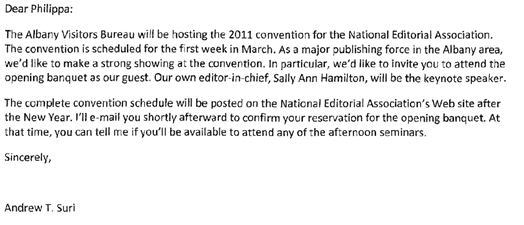 Dear Philippa:
The Albany Visitors Bureau will be hosting the 2011 convention for the National Editorial Association.
The convention is scheduled for the first week in March. As a major publishing force in the Albany area,
we'd like to make a strong showing at the convention. In particular, we'd like to invite you to attend the
opening banquet as our guest. Our own editor-in-chief, Sally Ann Hamilton, will be the keynote speaker.
The complete convention schedule will be posted on the National Editorial Association's Web site after
the New Year. I'll e-mail you shortly afterward to confirm your reservation for the opening banquet. At
that time, you can tell me if you'll be available to attend any of the afternoon seminars.
Sincerely,
Andrew T. Suri